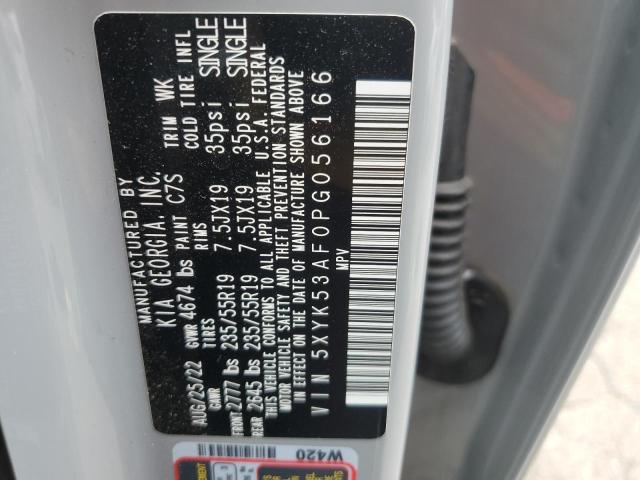 MANUFACTURED BY
KIA GEORGIA, INC.
AUG/25/22 GVWR 4674 lbs PAINT C7S TRIM WK
GAWR TIRES RIMS COLD TIRE INFL
FRONT 2777 lbs 235/55R19 7.5JX19 35psi SINGLE
REAR 2645 lbs 235/55R19 7.5JX19 35psi SINGLE
THIS VEHICLE CONFORMS TO ALL APPLICABLE U.S.A. FEDERAL
MOTOR VEHICLE SAFETY AND THEFT PREVENTION STANDARDS
IN EFFECT ON THE DATE OF MANUFACTURE SHOWN ABOVE
VIN 5XYK53AF0PG056166
MPV
W420